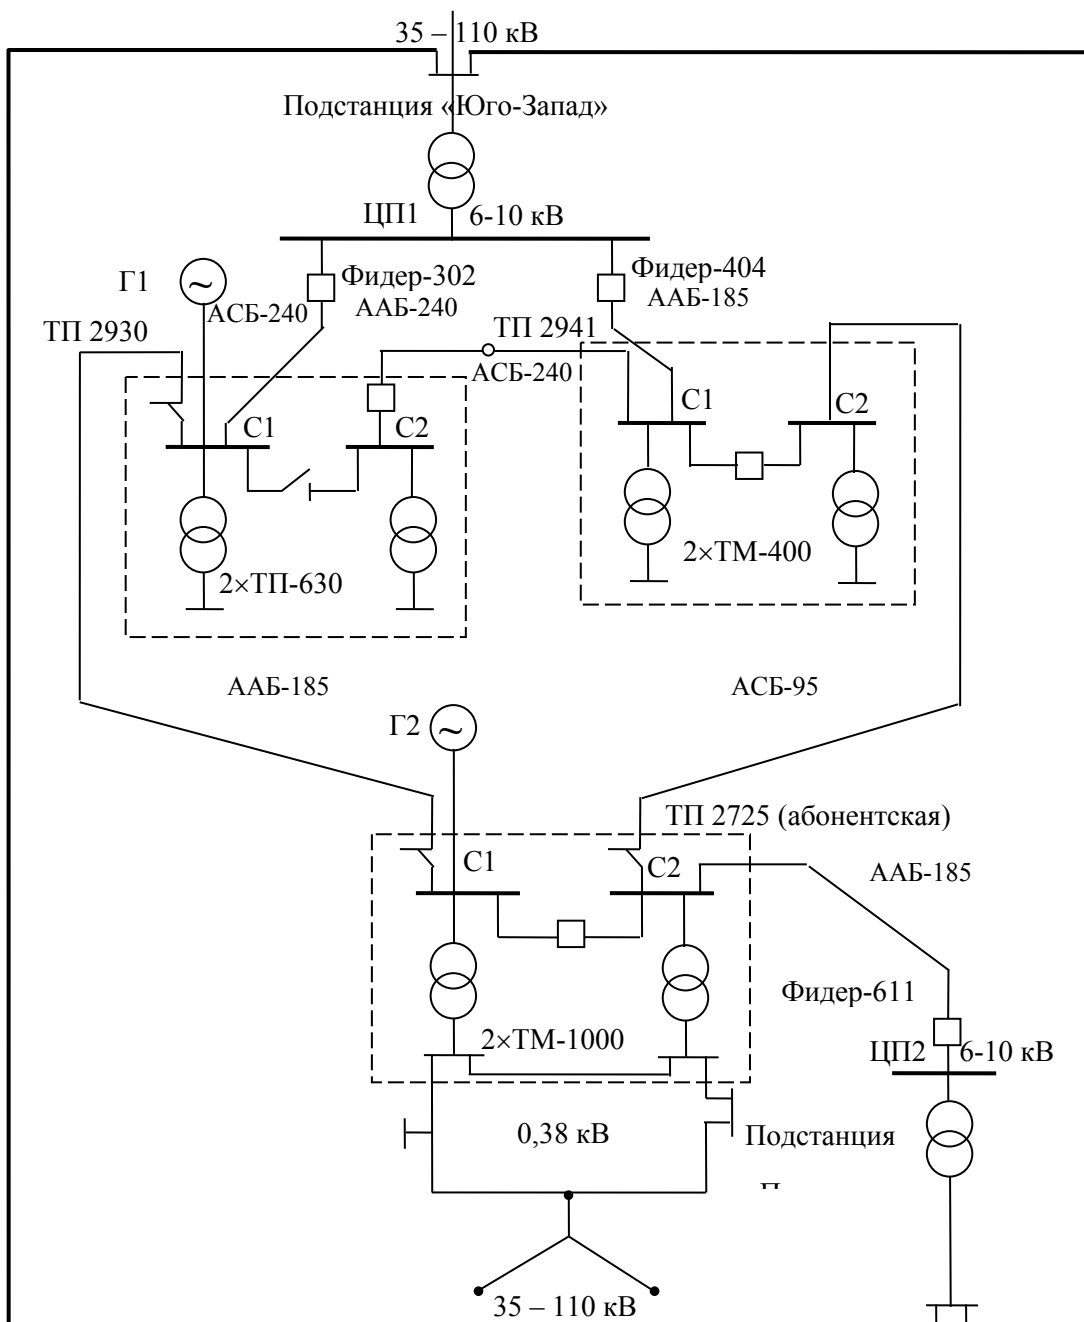 35 – 110 кВ
Подстанция «Юго-Запад»
ЦП1
6-10 кВ
Г1
~
АСБ-240
Фидер-302
ААБ-240
Фидер-404
ААБ-185
ТП 2930
ТП 2941
АСБ-240
С1
С2
С1
С2
2×ТП-630
2×ТМ-400
ААБ-185
АСБ-95
Г2
~
ТП 2725 (абонентская)
С1
С2
ААБ-185
Фидер-611
2×ТМ-1000
ЦП2
6-10 кВ
0,38 кВ
Подстанция
35 – 110 кВ